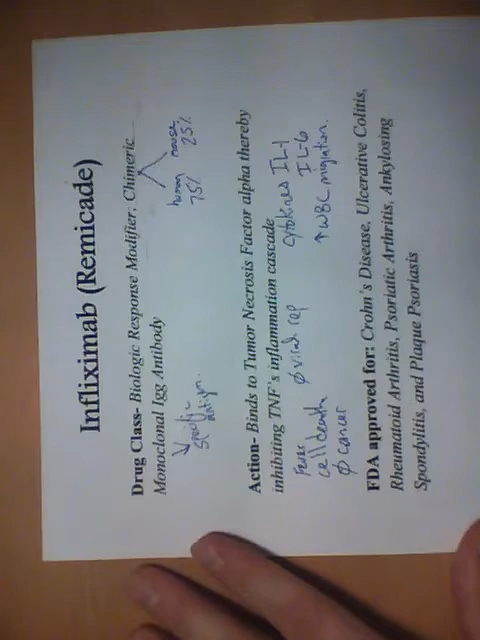 Infliximab (Remicade)
Drug Class- Biologic Response Modifier; Chimeric
Monoclonal Igg Antibody
human mouse
75% 25%
Specific
antigen.
Action- Binds to Tumor Necrosis Factor alpha thereby
inhibiting TNF's inflammation cascade
Fever Ø viral rep cytokines IL-1
cell death IL-6
Ø cancer ↑ WBC migration.
FDA approved for: Crohn's Disease, Ulcerative Colitis,
Rheumatoid Arthritis, Psoriatic Arthritis, Ankylosing
Spondylitis, and Plaque Psoriasis